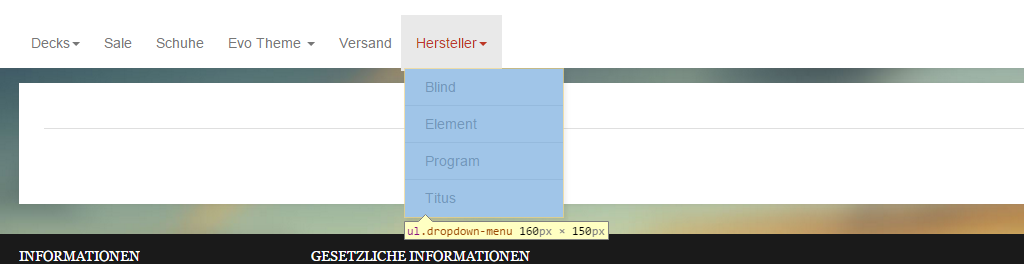 Decks Sale Schuhe Evo Theme Versand Hersteller
Blind
Element
Program
Titus
ul.dropdown-menu 160px × 150px
INFORMATIONEN GESETZLICHE INFORMATIONEN